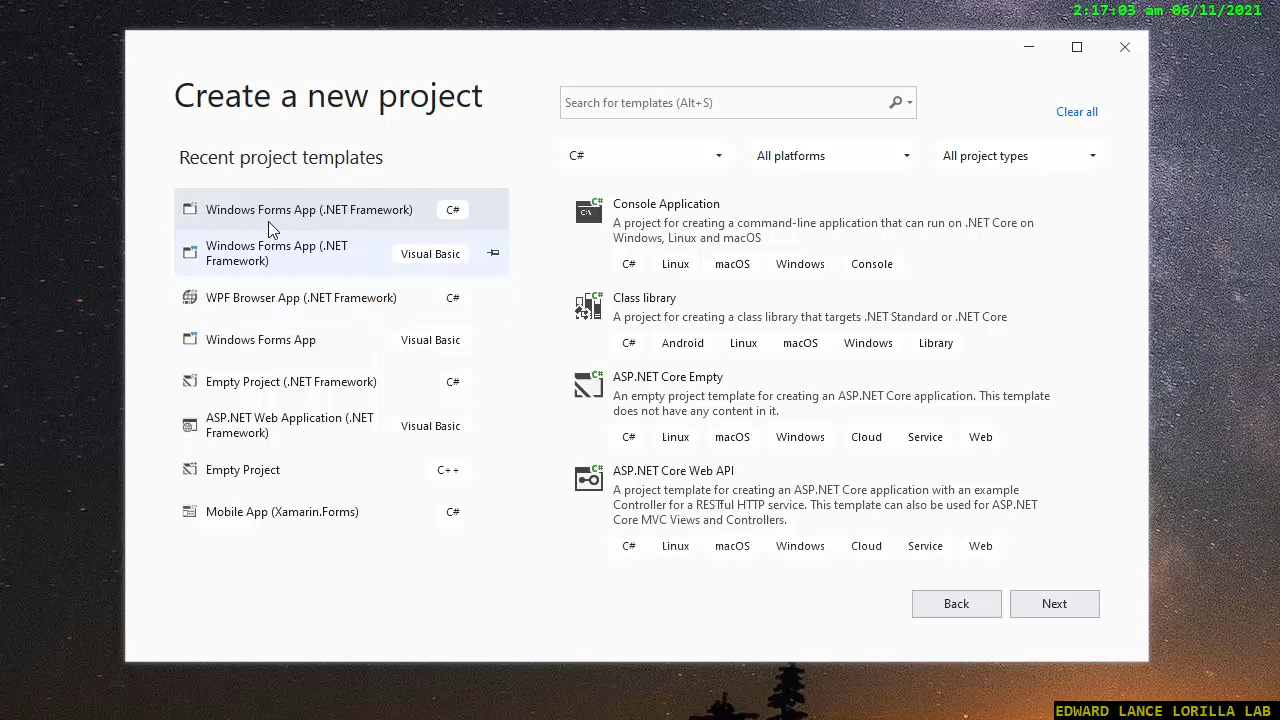 2:17:03 am 06/11/2021
Create a new project
Search for templates (Alt+S)
Clear all
Recent project templates
C#
All platforms
All project types
Windows Forms App (.NET Framework)
C#
Windows Forms App (.NET
Framework)
Visual Basic
WPF Browser App (.NET Framework)
C#
Windows Forms App
Visual Basic
Empty Project (.NET Framework)
C#
ASP.NET Web Application (.NET
Framework)
Visual Basic
Empty Project
C++
Mobile App (Xamarin.Forms)
C#
C#
C:\
Console Application
A project for creating a command-line application that can run on .NET Core on
Windows, Linux and macOS
C# Linux macOS Windows Console
C#
Class library
A project for creating a class library that targets .NET Standard or .NET Core
C# Android Linux macOS Windows Library
C#
ASP.NET Core Empty
An empty project template for creating an ASP.NET Core application. This template
does not have any content in it.
C# Linux macOS Windows Cloud Service Web
C#
ASP.NET Core Web API
A project template for creating an ASP.NET Core application with an example
Controller for a RESTful HTTP service. This template can also be used for ASP.NET
Core MVC Views and Controllers.
C# Linux macOS Windows Cloud Service Web
Back
Next
EDWARD LANCE LORILLA LAB